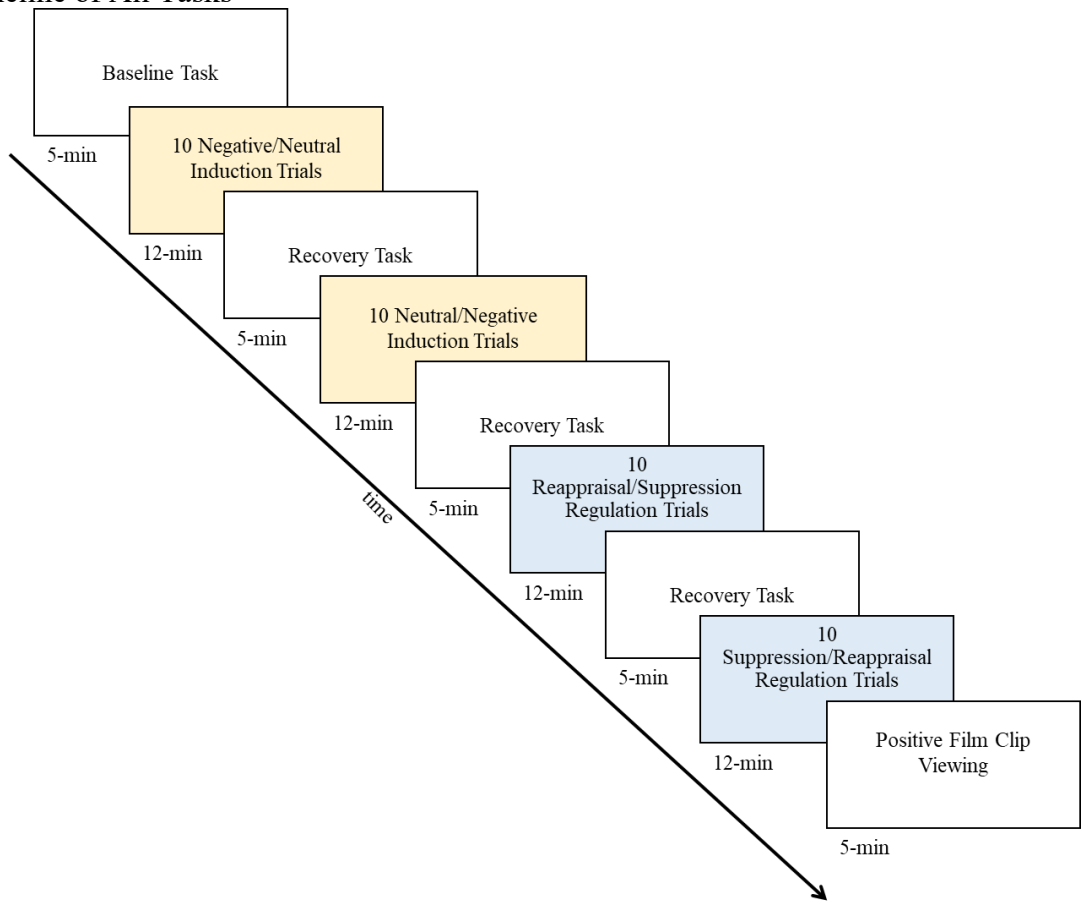 Baseline Task
5-min
10 Negative/Neutral
Induction Trials
12-min
Recovery Task
5-min
10 Neutral/Negative
Induction Trials
12-min
Recovery Task
5-min
time
10
Reappraisal/Suppression
Regulation Trials
12-min
Recovery Task
5-min
10
Suppression/Reappraisal
Regulation Trials
12-min
Positive Film Clip
Viewing
5-min